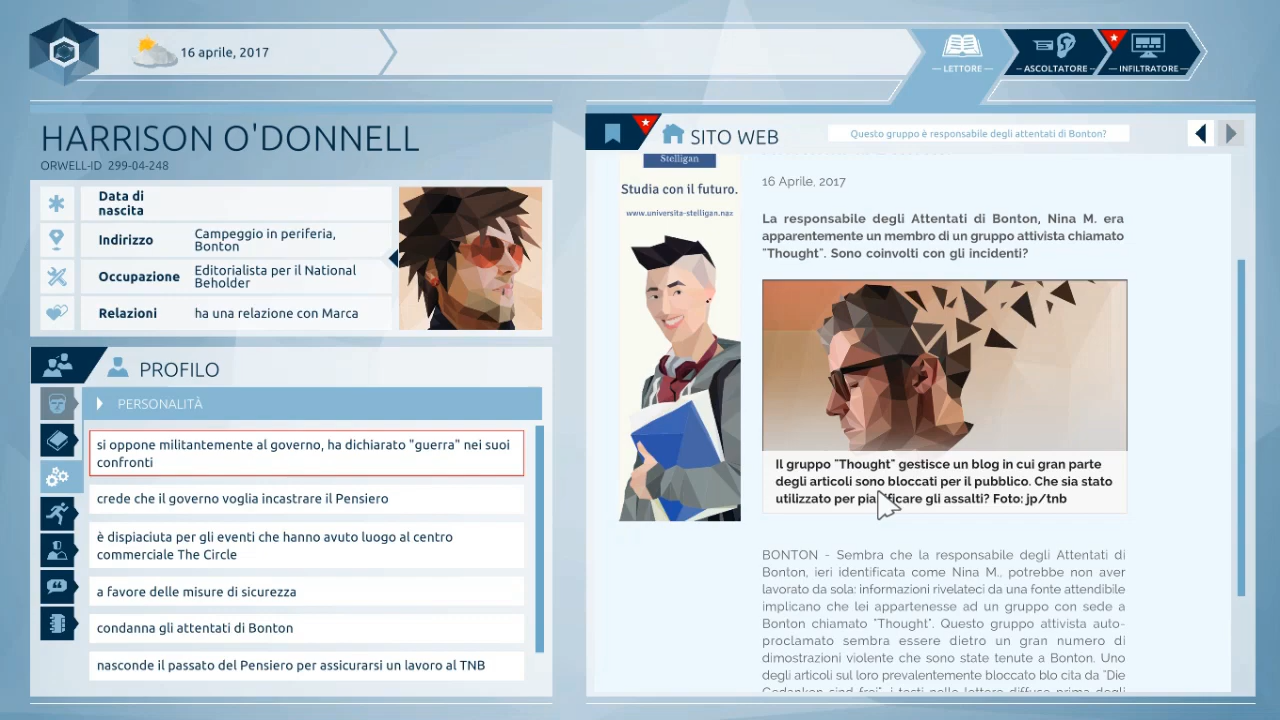 16 aprile, 2017
LETTORE
ASCOLTATORE
INFILTRATORE
HARRISON O'DONNELL
ORWELL-ID 299-04-248
Data di
nascita
Indirizzo
Campeggio in periferia,
Bonton
Occupazione
Editorialista per il National
Beholder
Relazioni
ha una relazione con Marca
PROFILO
PERSONALITÀ
si oppone militantemente al governo, ha dichiarato "guerra" nei suoi
confronti
crede che il governo voglia incastrare il Pensiero
è dispiaciuta per gli eventi che hanno avuto luogo al centro
commerciale The Circle
a favore delle misure di sicurezza
condanna gli attentati di Bonton
nasconde il passato del Pensiero per assicurarsi un lavoro al TNB
SITO WEB
Questo gruppo è responsabile degli attentati di Bonton?
Stelligan
Studia con il futuro.
www.universita-stelligan.nax
16 Aprile, 2017
La responsabile degli Attentati di Bonton, Nina M. era
apparentemente un membro di un gruppo attivista chiamato
"Thought". Sono coinvolti con gli incidenti?
Il gruppo "Thought" gestisce un blog in cui gran parte
degli articoli sono bloccati per il pubblico. Che sia stato
utilizzato per pianificare gli assalti? Foto: jp/tnb
BONTON - Sembra che la responsabile degli Attentati di
Bonton, ieri identificata come Nina M., potrebbe non aver
lavorato da sola: informazioni rivelateci da una fonte attendibile
implicano che lei appartenesse ad un gruppo con sede a
Bonton chiamato "Thought". Questo gruppo attivista auto-
proclamato sembra essere dietro un gran numero di
dimostrazioni violente che sono state tenute a Bonton. Uno
degli articoli sul loro prevalentemente bloccato blo cita da "Die
Gedanken sind frei", i testi nelle lettere diffuse prima degli